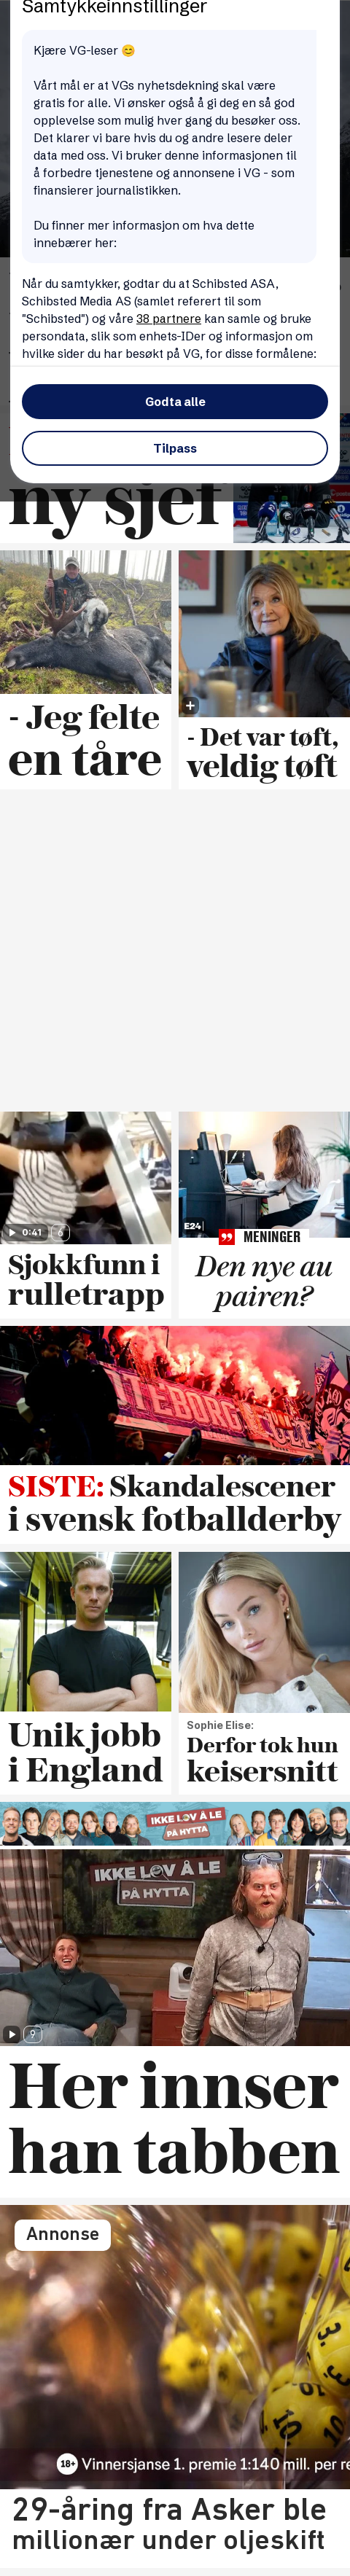 Samtykkeinnstillinger
Kjære VG-leser 😊
Vårt mål er at VGs nyhetsdekning skal være
gratis for alle. Vi ønsker også å gi deg en så god
opplevelse som mulig hver gang du besøker oss.
Det klarer vi bare hvis du og andre lesere deler
data med oss. Vi bruker denne informasjonen til
å forbedre tjenestene og annonsene i VG - som
finansierer journalistikken.
Du finner mer informasjon om hva dette
innebærer her:
Når du samtykker, godtar du at Schibsted ASA,
Schibsted Media AS (samlet referert til som
"Schibsted") og våre 38 partnere kan samle og bruke
persondata, slik som enhets-IDer og informasjon om
hvilke sider du har besøkt på VG, for disse formålene:
Godta alle
Tilpass
ny sjef
- Jeg felte
en tåre
- Det var tøft,
veldig tøft
0:41 6
Sjokkfunn i
rulletrapp
E24
MENINGER
Den nye au
pairen?
SISTE: Skandalescener
i svensk fotballderby
Unik jobb
i England
Sophie Elise:
Derfor tok hun
keisersnitt
IKKE LOV Å LE
PÅ HYTTA
IKKE LOV Å LE
PÅ HYTTA
9
Her innser
han tabben
Annonse
18+ Vinnersjanse 1. premie 1:140 mill. per re
29-åring fra Asker ble
millionær under oljeskift